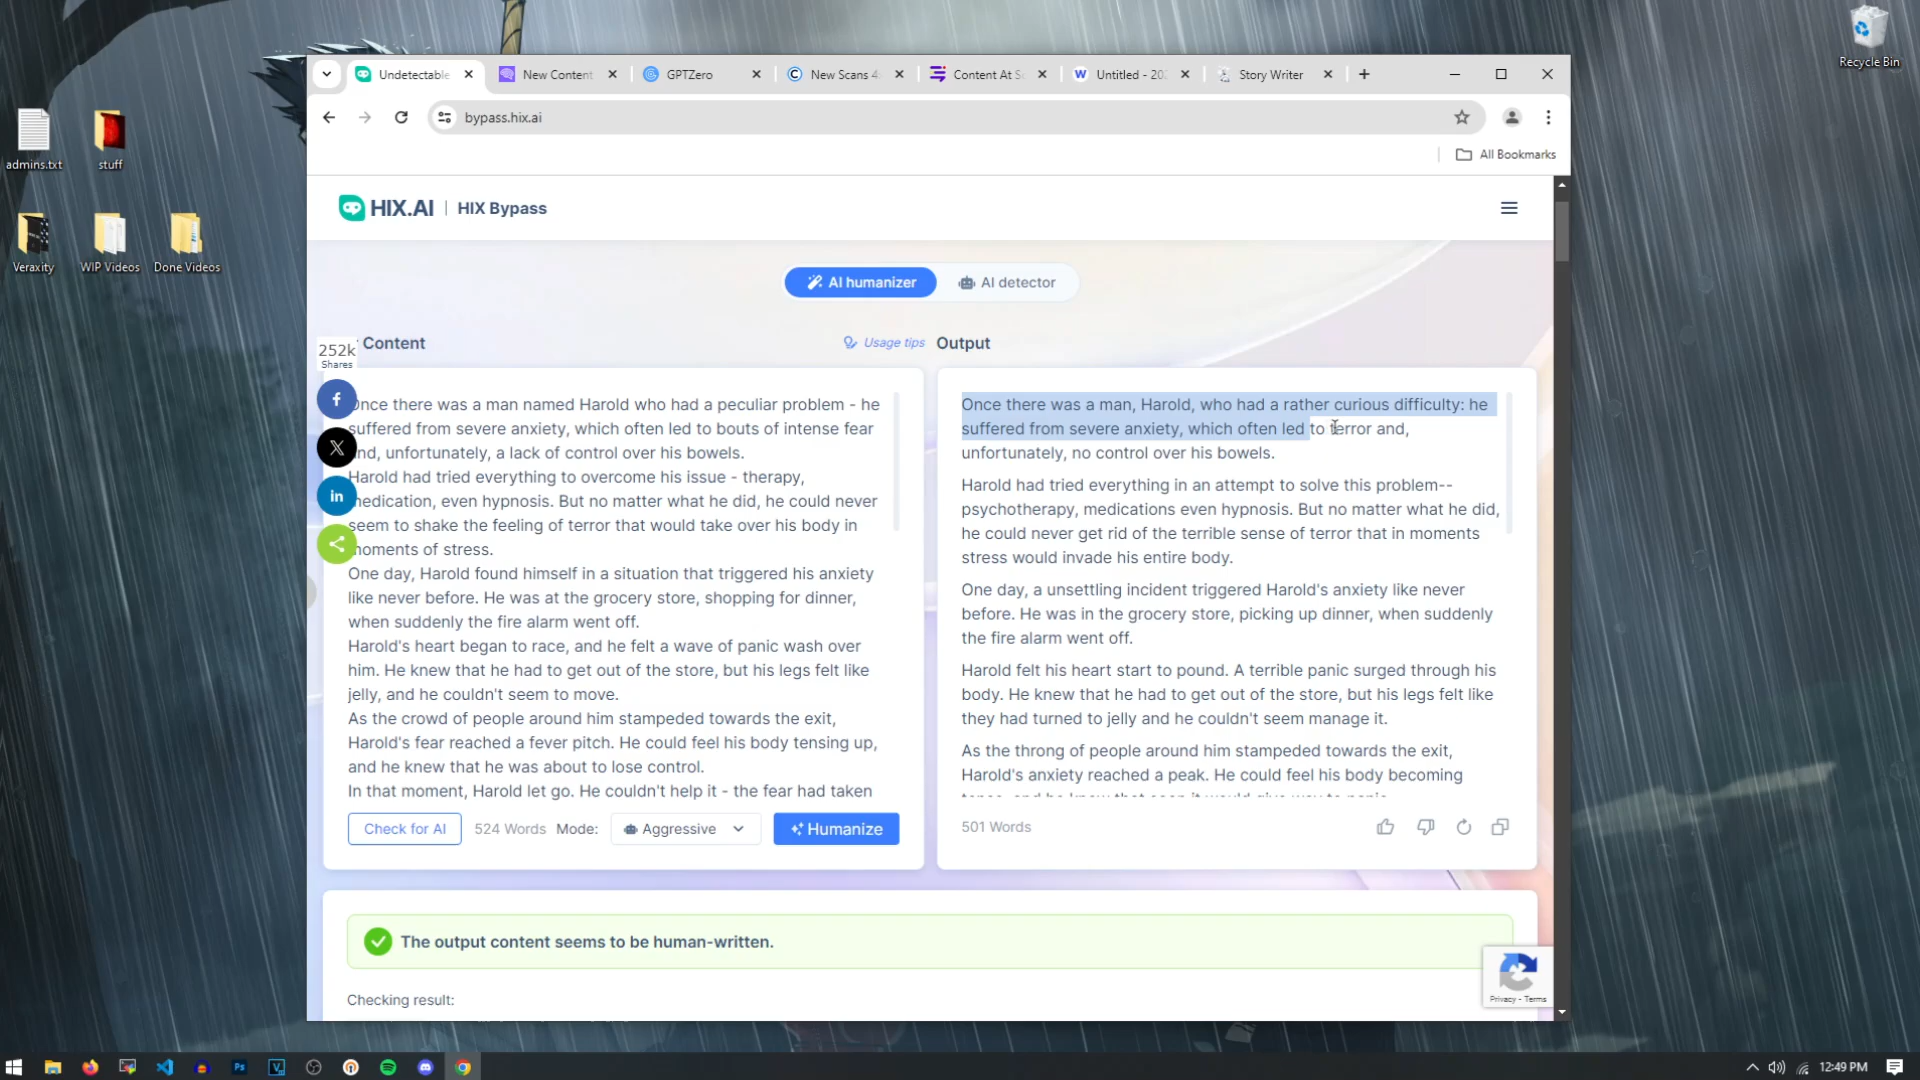 Recycle Bin
admins.txt
stuff
Veraxity
WIP Videos
Done Videos
Undetectable
New Content
GPTZero
New Scans 4
Content At Sc
Untitled - 202
Story Writer
bypass.hix.ai
All Bookmarks
HIX.AI | HIX Bypass
AI humanizer
AI detector
252k
Shares
Content
Usage tips
Output
Once there was a man named Harold who had a peculiar problem - he
suffered from severe anxiety, which often led to bouts of intense fear
and, unfortunately, a lack of control over his bowels.
Harold had tried everything to overcome his issue - therapy,
medication, even hypnosis. But no matter what he did, he could never
seem to shake the feeling of terror that would take over his body in
moments of stress.
One day, Harold found himself in a situation that triggered his anxiety
like never before. He was at the grocery store, shopping for dinner,
when suddenly the fire alarm went off.
Harold's heart began to race, and he felt a wave of panic wash over
him. He knew that he had to get out of the store, but his legs felt like
jelly, and he couldn't seem to move.
As the crowd of people around him stampeded towards the exit,
Harold's fear reached a fever pitch. He could feel his body tensing up,
and he knew that he was about to lose control.
In that moment, Harold let go. He couldn't help it - the fear had taken
Check for AI
524 Words
Mode:
Aggressive
Humanize
Once there was a man, Harold, who had a rather curious difficulty: he
suffered from severe anxiety, which often led to terror and,
unfortunately, no control over his bowels.
Harold had tried everything in an attempt to solve this problem--
psychotherapy, medications even hypnosis. But no matter what he did,
he could never get rid of the terrible sense of terror that in moments
stress would invade his entire body.
One day, a unsettling incident triggered Harold's anxiety like never
before. He was in the grocery store, picking up dinner, when suddenly
the fire alarm went off.
Harold felt his heart start to pound. A terrible panic surged through his
body. He knew that he had to get out of the store, but his legs felt like
they had turned to jelly and he couldn't seem manage it.
As the throng of people around him stampeded towards the exit,
Harold's anxiety reached a peak. He could feel his body becoming
501 Words
The output content seems to be human-written.
Checking result:
Privacy - Terms
12:49 PM